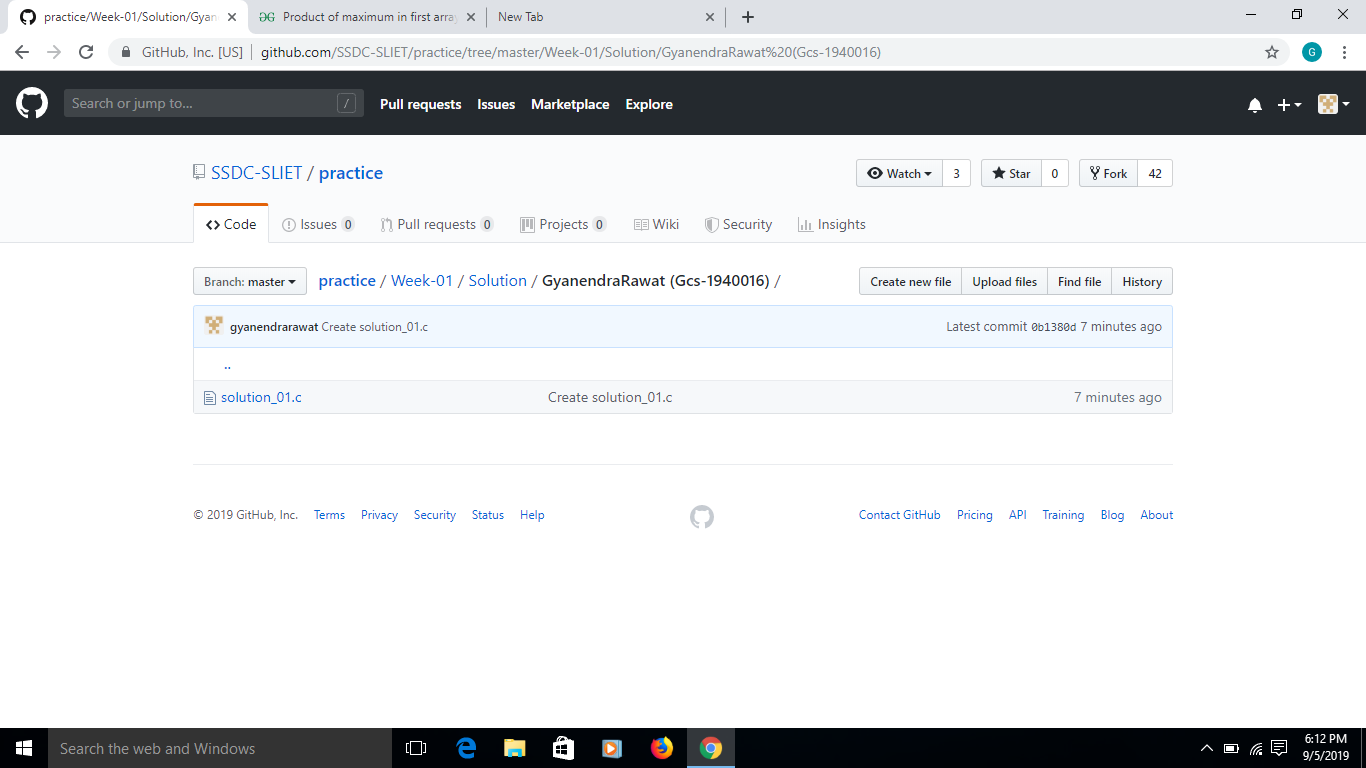 practice/Week-01/Solution/Gyan
Product of maximum in first array
New Tab
GitHub, Inc. [US] | github.com/SSDC-SLIET/practice/tree/master/Week-01/Solution/GyanendraRawat%20(Gcs-1940016)
G
Search or jump to... /
Pull requests Issues Marketplace Explore
SSDC-SLIET / practice
Watch 3 Star 0 Fork 42
Code Issues 0 Pull requests 0 Projects 0 Wiki Security Insights
Branch: master practice / Week-01 / Solution / GyanendraRawat (Gcs-1940016) /
Create new file Upload files Find file History
gyanendrarawat Create solution_01.c Latest commit 0b1380d 7 minutes ago
..
solution_01.c Create solution_01.c 7 minutes ago
© 2019 GitHub, Inc. Terms Privacy Security Status Help
Contact GitHub Pricing API Training Blog About
Search the web and Windows
6:12 PM
9/5/2019